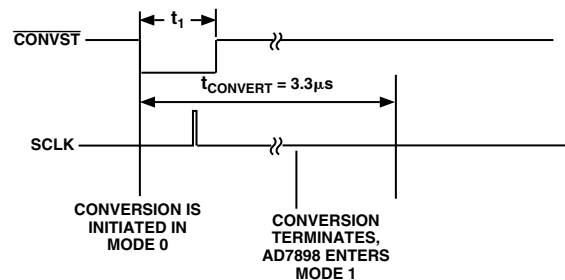 t1
CONVST
tCONVERT = 3.3µs
SCLK
CONVERSION IS
INITIATED IN
MODE 0
CONVERSION
TERMINATES,
AD7898 ENTERS
MODE 1